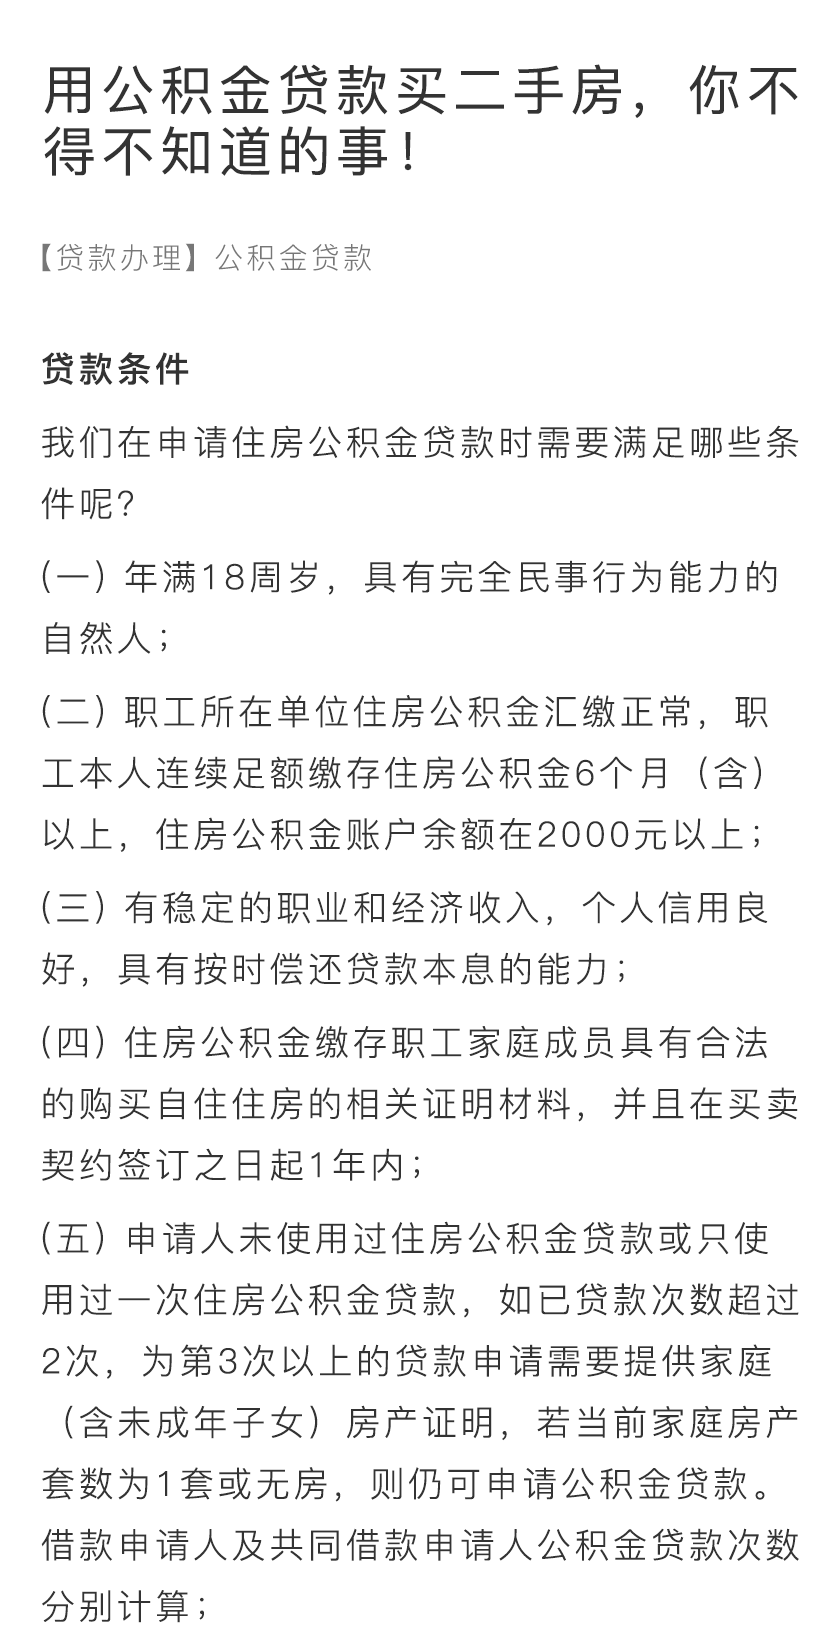 用公积金贷款买二手房，你不
得不知道的事！
【贷款办理】公积金贷款
贷款条件
我们在申请住房公积金贷款时需要满足哪些条
件呢？
(一) 年满18周岁，具有完全民事行为能力的
自然人；
(二) 职工所在单位住房公积金汇缴正常，职
工本人连续足额缴存住房公积金6个月（含）
以上，住房公积金账户余额在2000元以上；
(三) 有稳定的职业和经济收入，个人信用良
好，具有按时偿还贷款本息的能力；
(四) 住房公积金缴存职工家庭成员具有合法
的购买自住住房的相关证明材料，并且在买卖
契约签订之日起1年内；
(五) 申请人未使用过住房公积金贷款或只使
用过一次住房公积金贷款，如已贷款次数超过
2次，为第3次以上的贷款申请需要提供家庭
（含未成年子女）房产证明，若当前家庭房产
套数为1套或无房，则仍可申请公积金贷款。
借款申请人及共同借款申请人公积金贷款次数
分别计算；